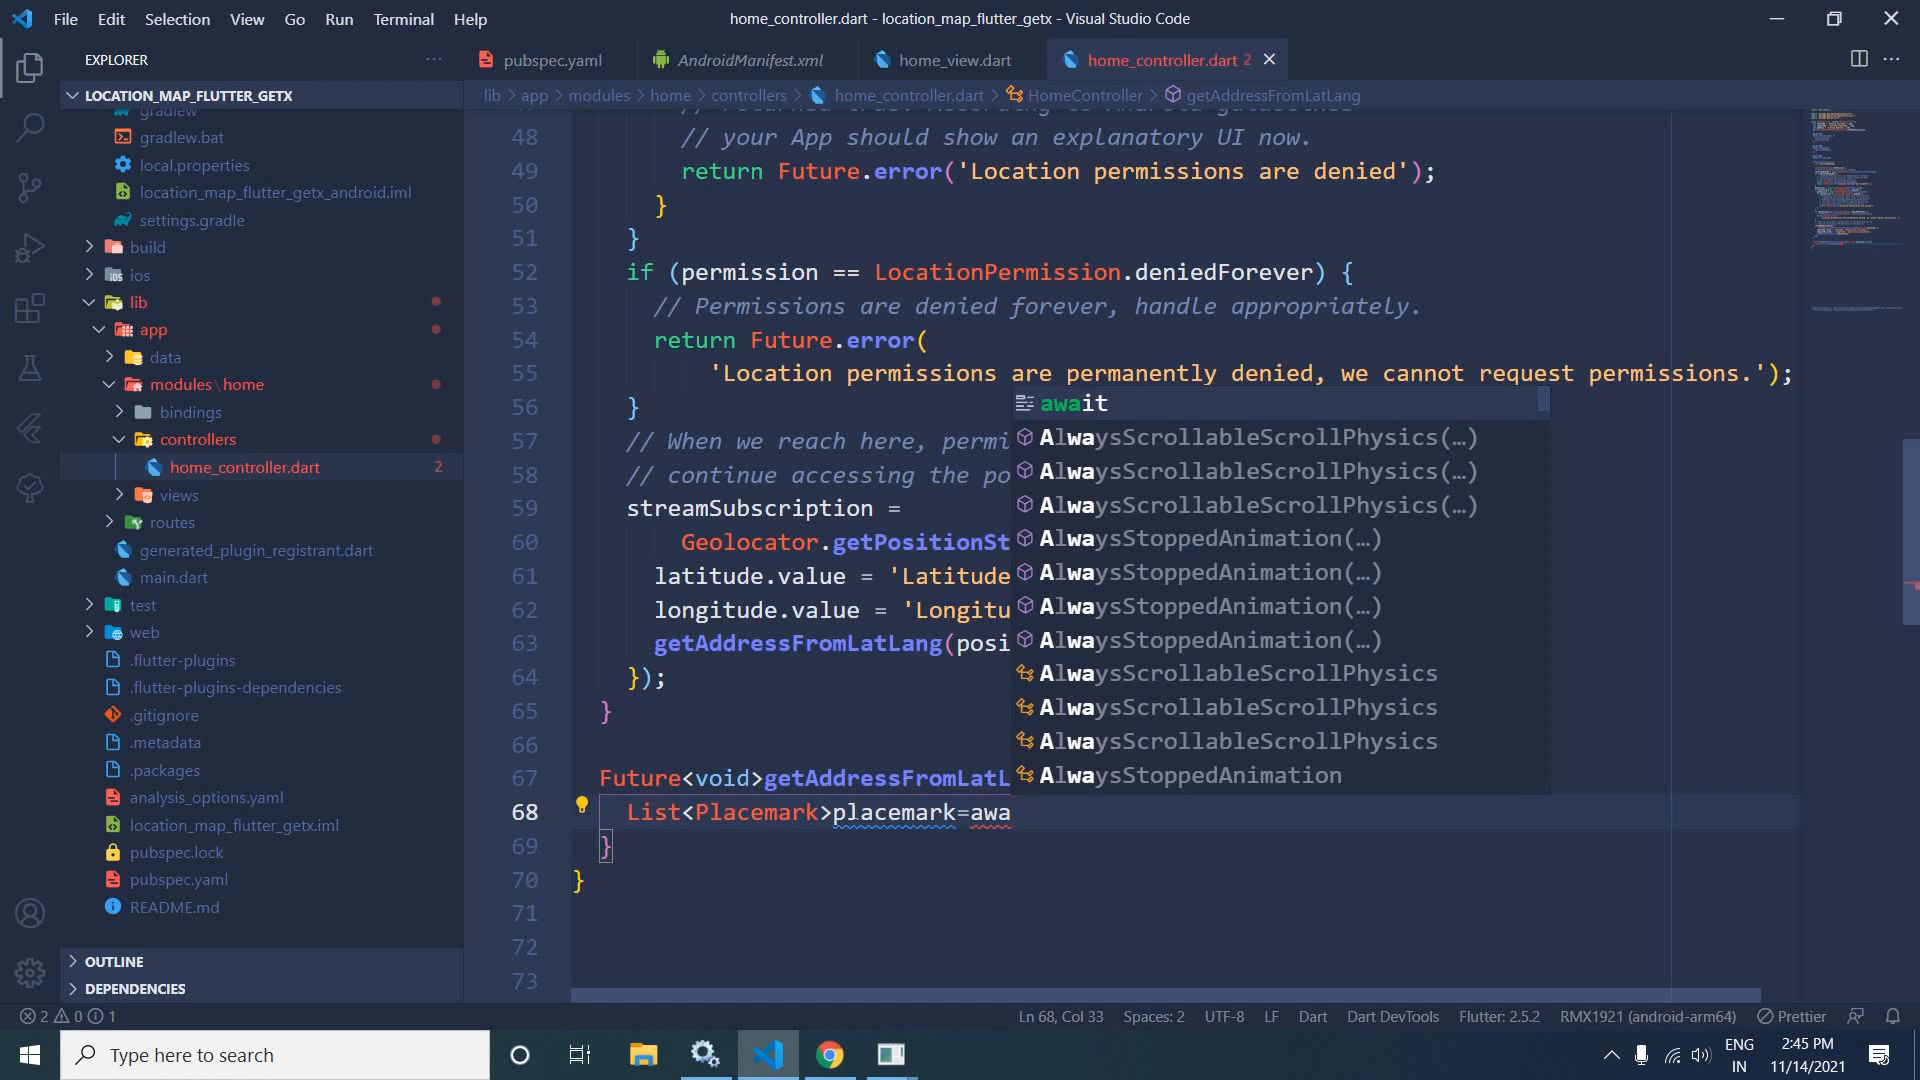 File Edit Selection View Go Run Terminal Help
home_controller.dart - location_map_flutter_getx - Visual Studio Code
EXPLORER
pubspec.yaml
AndroidManifest.xml
home_view.dart
home_controller.dart 2
LOCATION_MAP_FLUTTER_GETX
lib > app > modules > home > controllers > home_controller.dart > HomeController > getAddressFromLatLang
gradlew
gradlew.bat
local.properties
location_map_flutter_getx_android.iml
settings.gradle
build
ios
lib
app
data
modules\home
bindings
controllers
home_controller.dart 2
views
routes
generated_plugin_registrant.dart
main.dart
test
web
.flutter-plugins
.flutter-plugins-dependencies
.gitignore
.metadata
.packages
analysis_options.yaml
location_map_flutter_getx.iml
pubspec.lock
pubspec.yaml
README.md
OUTLINE
DEPENDENCIES
48 // your App should show an explanatory UI now.
49 return Future.error('Location permissions are denied');
50 }
51 }
52 if (permission == LocationPermission.deniedForever) {
53 // Permissions are denied forever, handle appropriately.
54 return Future.error(
55 'Location permissions are permanently denied, we cannot request permissions.');
56 }
57 // When we reach here, permi
58 // continue accessing the po
59 streamSubscription =
60 Geolocator.getPositionSt
61 latitude.value = 'Latitude
62 longitude.value = 'Longitu
63 getAddressFromLatLang(posi
64 });
65 }
66
67 Future<void>getAddressFromLatL
68 List<Placemark>placemark=awa
69 }
70 }
71
72
73
await
AlwaysScrollableScrollPhysics(…)
AlwaysScrollableScrollPhysics(…)
AlwaysScrollableScrollPhysics(…)
AlwaysStoppedAnimation(…)
AlwaysStoppedAnimation(…)
AlwaysStoppedAnimation(…)
AlwaysStoppedAnimation(…)
AlwaysScrollableScrollPhysics
AlwaysScrollableScrollPhysics
AlwaysScrollableScrollPhysics
AlwaysStoppedAnimation
2 0 1
Ln 68, Col 33 Spaces: 2 UTF-8 LF Dart Dart DevTools Flutter: 2.5.2 RMX1921 (android-arm64) Prettier
Type here to search
ENG
IN
2:45 PM
11/14/2021